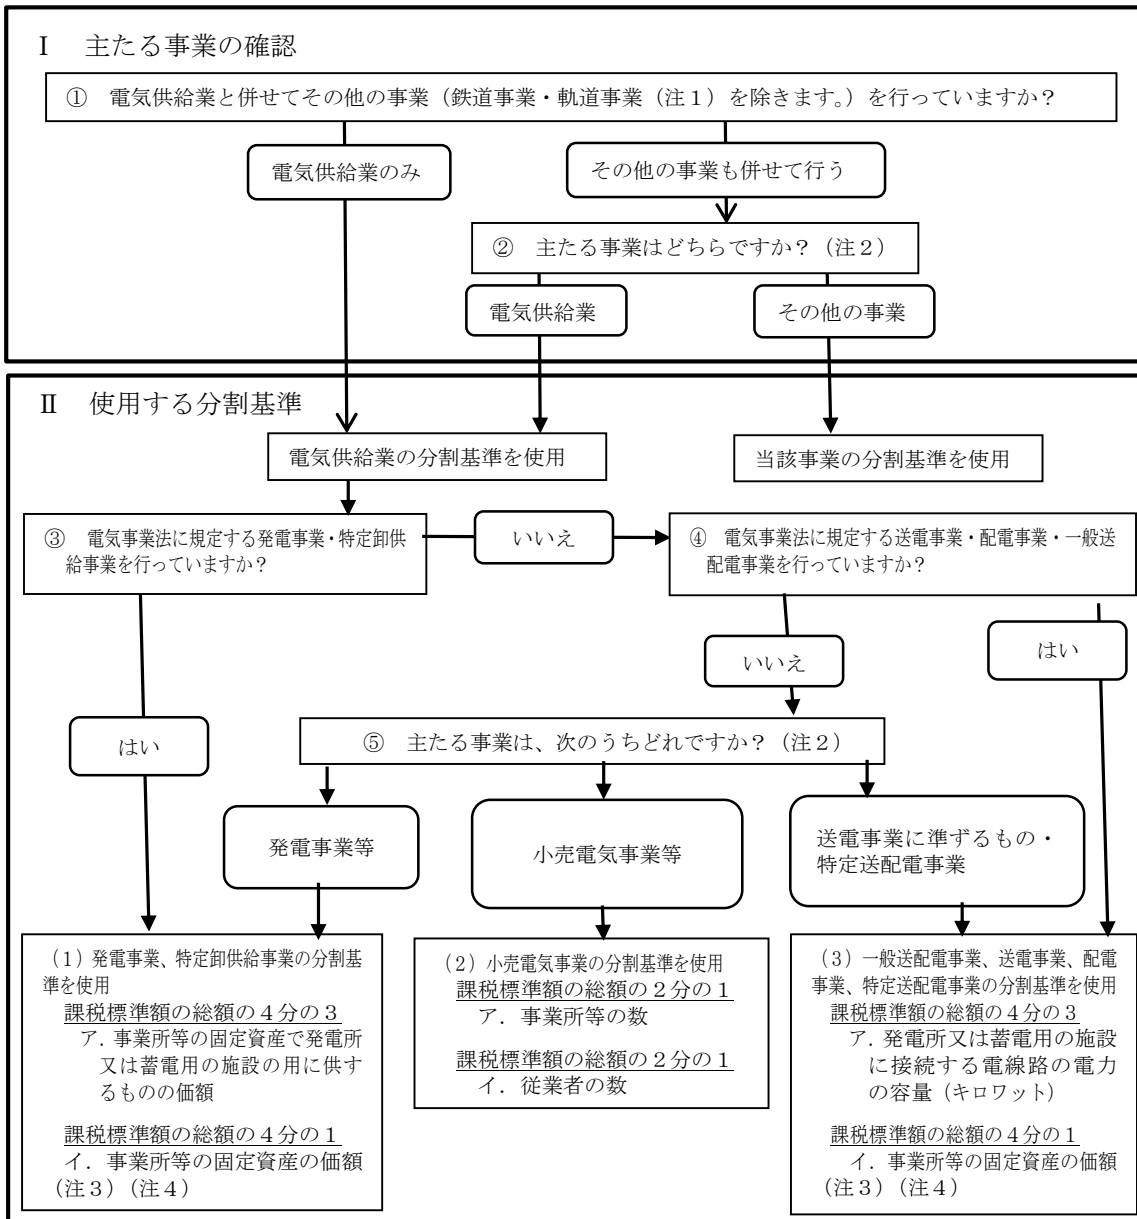 Ⅰ　主たる事業の確認
①　電気供給業と併せてその他の事業（鉄道事業・軌道事業（注１）を除きます。）を行っていますか？
電気供給業のみ
その他の事業も併せて行う
②　主たる事業はどちらですか？（注２）
電気供給業
その他の事業
Ⅱ　使用する分割基準
電気供給業の分割基準を使用
当該事業の分割基準を使用
③　電気事業法に規定する発電事業・特定卸供
給事業を行っていますか？
いいえ
④　電気事業法に規定する送電事業・配電事業・一般送
配電事業を行っていますか？
いいえ
はい
はい
⑤　主たる事業は、次のうちどれですか？（注２）
発電事業等
小売電気事業等
送電事業に準ずるもの・
特定送配電事業
（１）発電事業、特定卸供給事業の分割基
準を使用
課税標準額の総額の４分の３
ア．事業所等の固定資産で発電所
又は蓄電用の施設の用に供す
るものの価額
課税標準額の総額の４分の１
イ．事業所等の固定資産の価額
（注３）（注４）
（２）小売電気事業の分割基準を使用
課税標準額の総額の２分の１
ア．事業所等の数
課税標準額の総額の２分の１
イ．従業者の数
（３）一般送配電事業、送電事業、配電
事業、特定送配電事業の分割基準を使用
課税標準額の総額の４分の３
ア．発電所又は蓄電用の施設
に接続する電線路の電力
の容量（キロワット）
課税標準額の総額の４分の１
イ．事業所等の固定資産の価額
（注３）（注４）